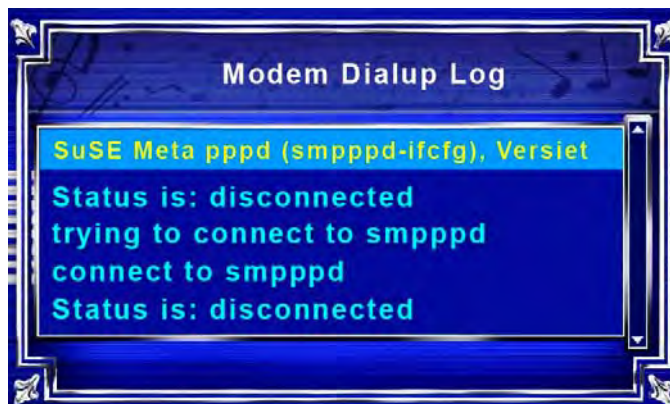 Modem Dialup Log
SuSE Meta pppd (smpppd-ifcfg), Versiet
Status is: disconnected
trying to connect to smpppd
connect to smpppd
Status is: disconnected